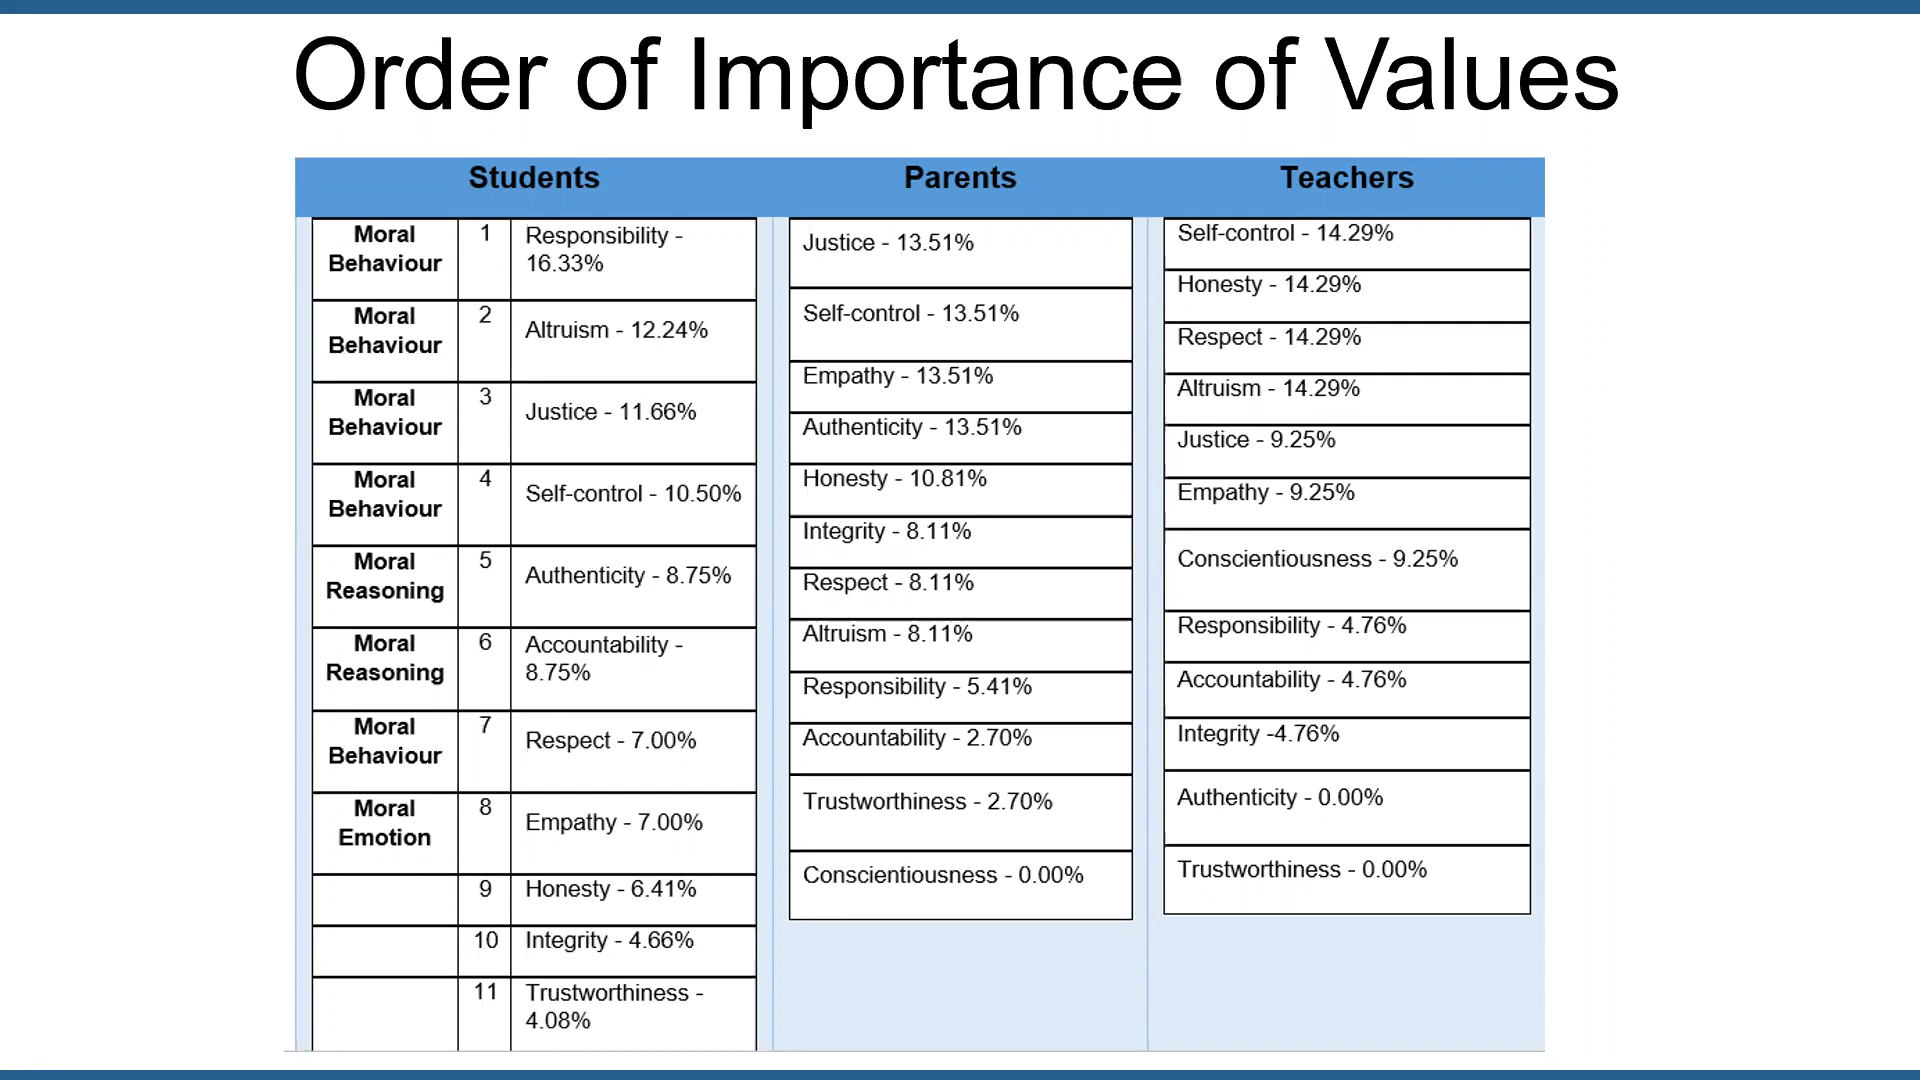 Order of Importance of Values
Students
Parents
Teachers
Moral
Behaviour
1
Responsibility -
16.33%
Moral
Behaviour
2
Altruism - 12.24%
Moral
Behaviour
3
Justice - 11.66%
Moral
Behaviour
4
Self-control - 10.50%
Moral
Reasoning
5
Authenticity - 8.75%
Moral
Reasoning
6
Accountability -
8.75%
Moral
Behaviour
7
Respect - 7.00%
Moral
Emotion
8
Empathy - 7.00%
9
Honesty - 6.41%
10
Integrity - 4.66%
11
Trustworthiness -
4.08%
Justice - 13.51%
Self-control - 13.51%
Empathy - 13.51%
Authenticity - 13.51%
Honesty - 10.81%
Integrity - 8.11%
Respect - 8.11%
Altruism - 8.11%
Responsibility - 5.41%
Accountability - 2.70%
Trustworthiness - 2.70%
Conscientiousness - 0.00%
Self-control - 14.29%
Honesty - 14.29%
Respect - 14.29%
Altruism - 14.29%
Justice - 9.25%
Empathy - 9.25%
Conscientiousness - 9.25%
Responsibility - 4.76%
Accountability - 4.76%
Integrity -4.76%
Authenticity - 0.00%
Trustworthiness - 0.00%